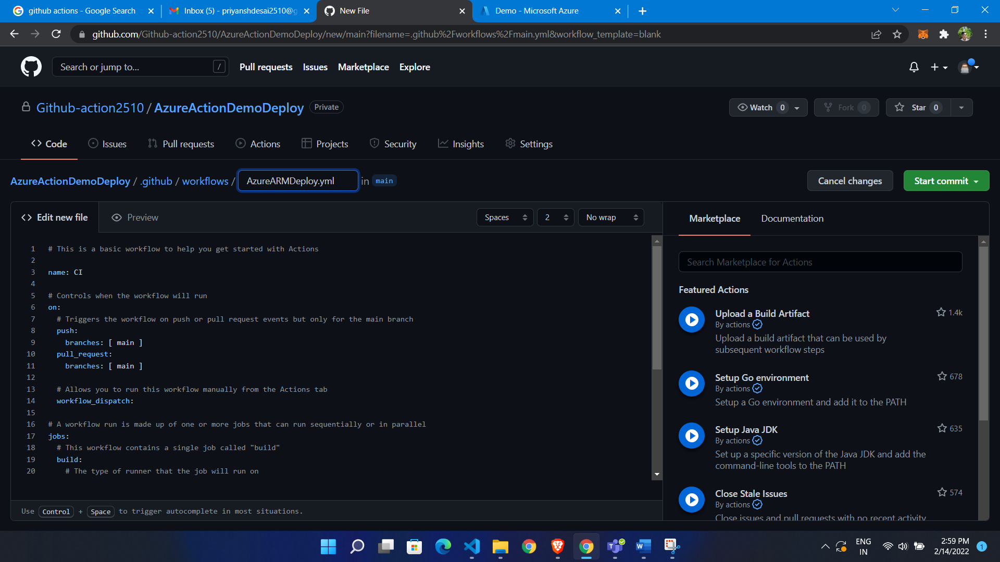 github actions - Google Search
Inbox (5) - priyanshdesai2510@g
New File
Demo - Microsoft Azure
github.com/Github-action2510/AzureActionDemoDeploy/new/main?filename=.github%2Fworkflows%2Fmain.yml&workflow_template=blank
Search or jump to... /
Pull requests Issues Marketplace Explore
Github-action2510 / AzureActionDemoDeploy Private
Watch 0 Fork 0 Star 0
Code Issues Pull requests Actions Projects Security Insights Settings
AzureActionDemoDeploy / .github / workflows / AzureARMDeploy.yml in main
Cancel changes Start commit
Edit new file Preview
Spaces 2 No wrap
1 # This is a basic workflow to help you get started with Actions
2
3 name: CI
4
5 # Controls when the workflow will run
6 on:
7 # Triggers the workflow on push or pull request events but only for the main branch
8 push:
9 branches: [ main ]
10 pull_request:
11 branches: [ main ]
12
13 # Allows you to run this workflow manually from the Actions tab
14 workflow_dispatch:
15
16 # A workflow run is made up of one or more jobs that can run sequentially or in parallel
17 jobs:
18 # This workflow contains a single job called "build"
19 build:
20 # The type of runner that the job will run on
Use Control + Space to trigger autocomplete in most situations.
Marketplace Documentation
Search Marketplace for Actions
Featured Actions
Upload a Build Artifact 1.4k
By actions
Upload a build artifact that can be used by
subsequent workflow steps
Setup Go environment 678
By actions
Setup a Go environment and add it to the PATH
Setup Java JDK 635
By actions
Set up a specific version of the Java JDK and add the
command-line tools to the PATH
Close Stale Issues 574
By actions
Close issues and pull requests with no recent activity
ENG
IN
2:59 PM
2/14/2022
1